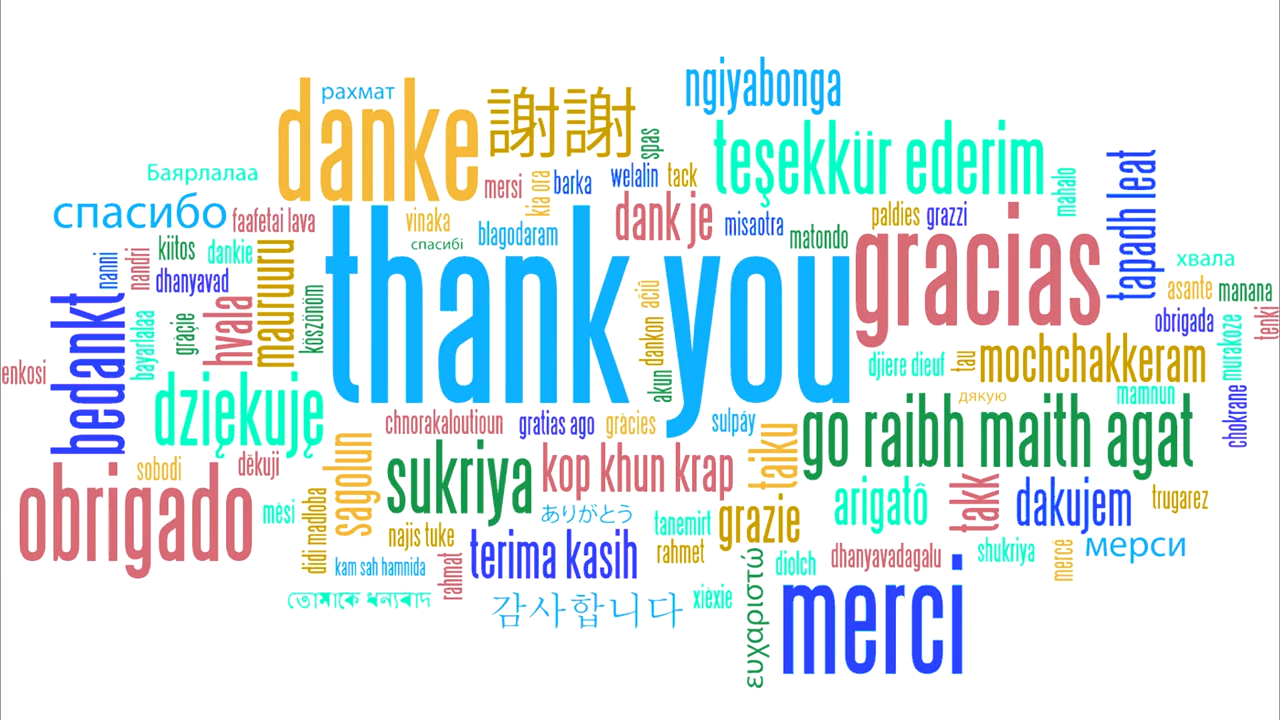 ngiyabonga
рахмат
danke
謝謝
spas
teşekkür ederim
tapadh leat
Баярлалаа
mersi
kia ora
barka
welalin
tack
mahalo
спасибо
faafetai lava
vinaka
спасибі
blagodaram
dank je
misaotra
matondo
paldies
grazzi
gracias
thank you
kiitos
dankie
nanni
nandri
dhanyavad
mauruuru
köszönöm
хвала
asante
manana
obrigada
tenki
bedankt
bayarlalaa
gràçie
hvala
dankon
ačiū
akun
enkosi
djiere dieuf
tau
mochchakkeram
murakoze
mamnun
chokrane
dziękuję
дякую
chnorakaloutioun
gratias ago
gràcies
sulpáy
go raibh maith agat
sobodi
děkuji
sagolun
sukriya
kop khun krap
taiku
obrigado
mèsi
didi madloba
najis tuke
ありがとう
tanemirt
rahmet
grazie
arigatô
takk
dakujem
trugarez
kam sah hamnida
rahmat
terima kasih
ευχαριστώ
diolch
dhanyavadagalu
shukriya
mercé
мерси
감사합니다
xièxie
merci